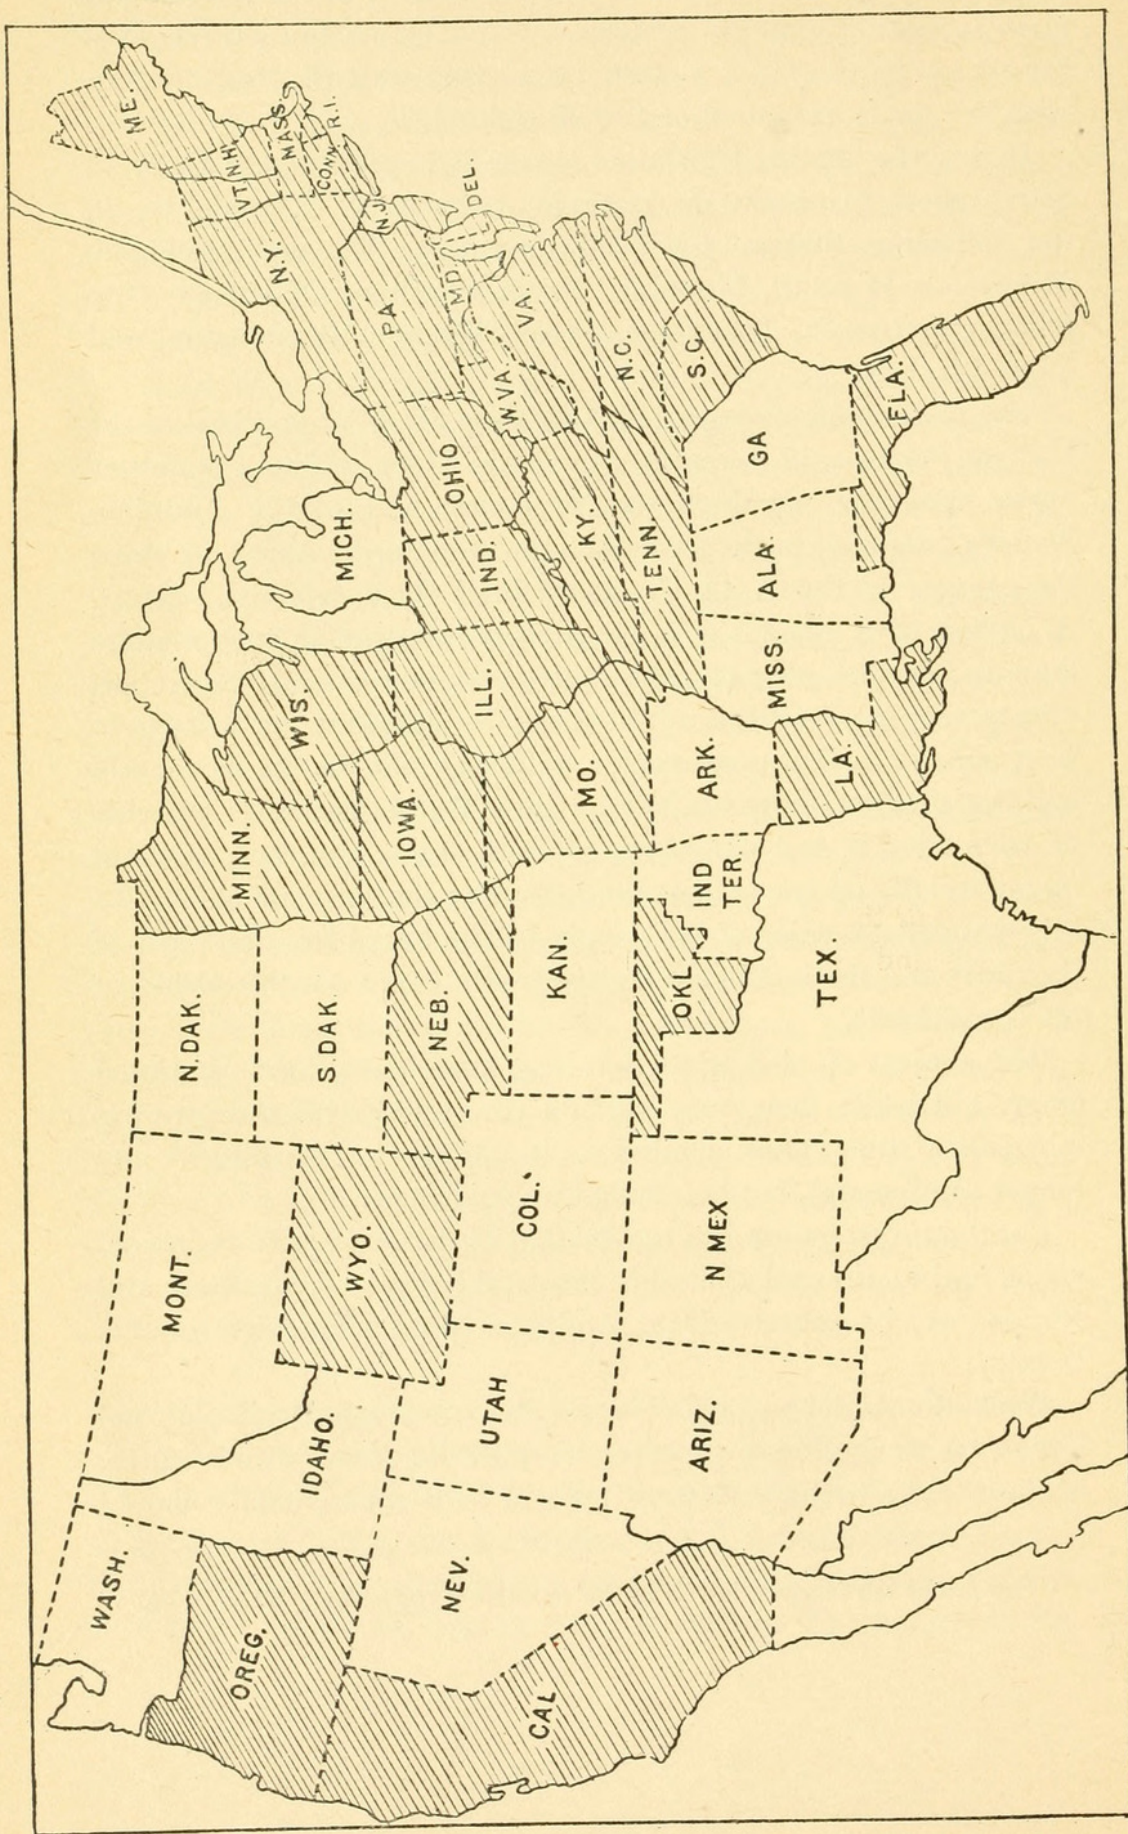 ME.
VT.
N.H.
MASS.
CONN.
R.I.
N.Y.
N.J.
PA.
DEL.
MD.
VA.
W.VA.
N.C.
S.C.
OHIO
MICH.
IND.
KY.
TENN.
GA
FLA.
ALA.
MISS.
ILL.
WIS.
MINN.
IOWA.
MO.
ARK.
LA.
IND
TER.
OKL
TEX.
KAN.
NEB.
S.DAK.
N.DAK.
MONT.
WYO.
COL.
N MEX
ARIZ.
UTAH
IDAHO.
WASH.
OREG.
NEV.
CAL